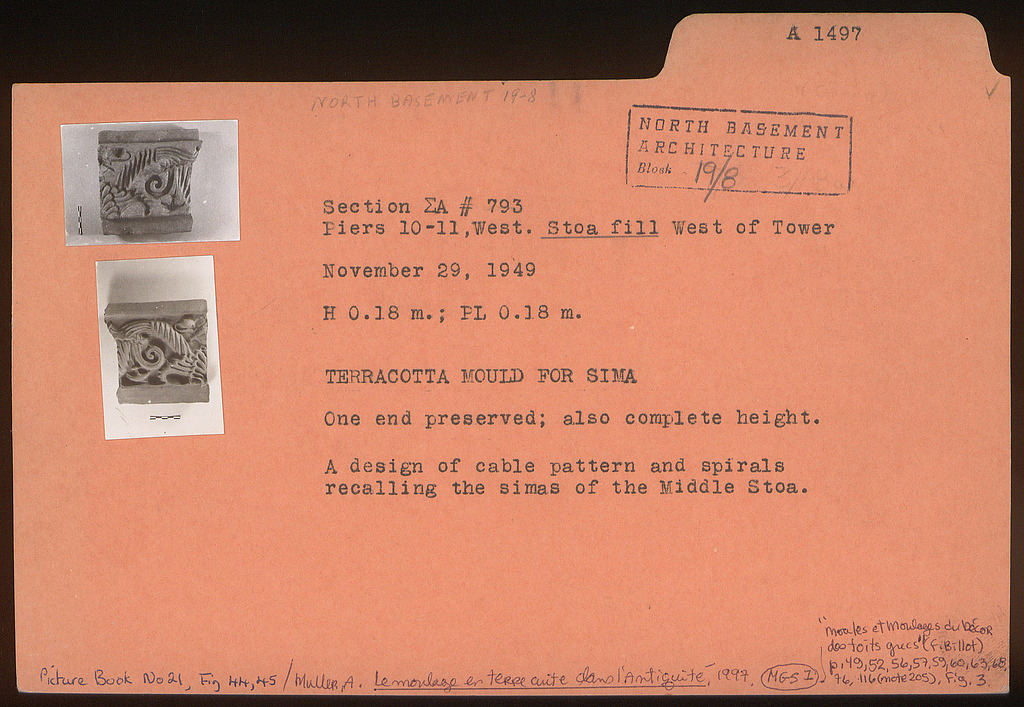 A 1497
NORTH BASEMENT 19-8
NORTH BASEMENT
ARCHITECTURE
Block 19/8
Section ΣA # 793
Piers 10-11,West. Stoa fill West of Tower
November 29, 1949
H 0.18 m.; PL 0.18 m.
TERRACOTTA MOULD FOR SIMA
One end preserved; also complete height.
A design of cable pattern and spirals
recalling the simas of the Middle Stoa.
"Moules et Moulages du Décor
des toits grecs" (F. Billot)
p. 49, 52, 56, 57, 59, 60, 63, 68,
76, 116 (note 205), Fig. 3.
Picture Book No 21, Fig 44, 45 / Muller, A. Le moulage en terre cuite dans l'Antiquité, 1997. (MGS I)